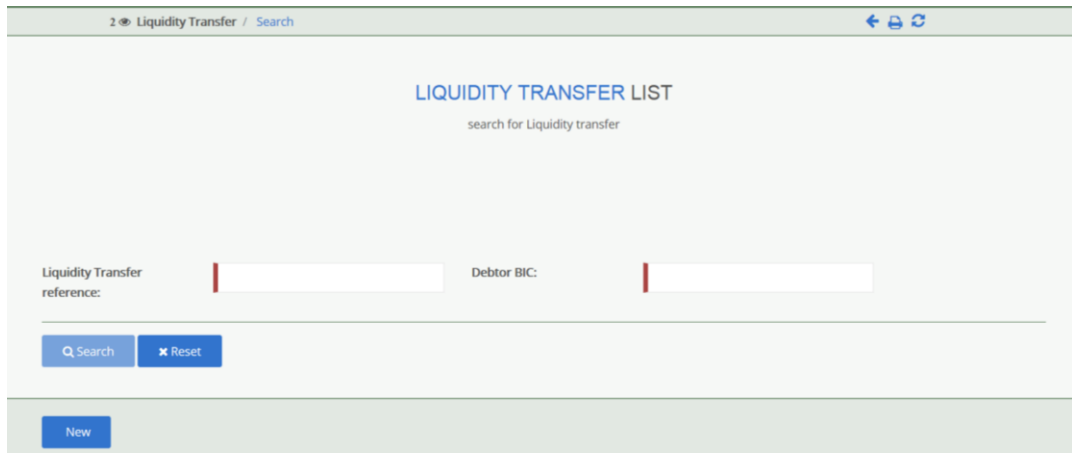 2 Liquidity Transfer / Search
LIQUIDITY TRANSFER LIST
search for Liquidity transfer
Liquidity Transfer
reference:
Debtor BIC:
Search
Reset
New